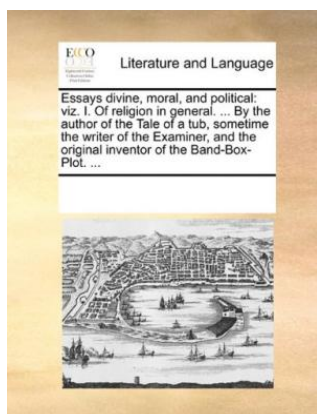 ECCO
Literature and Language
Essays divine, moral, and political:
viz. I. Of religion in general. ... By the
author of the Tale of a tub, sometime
the writer of the Examiner, and the
original inventor of the Band-Box-
Plot. ...